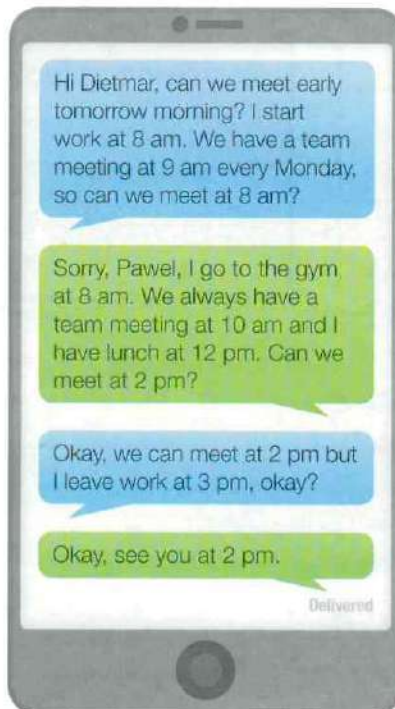 Hi Dietmar, can we meet early
tomorrow morning? I start
work at 8 am. We have a team
meeting at 9 am every Monday,
so can we meet at 8 am?
Sorry, Pawel, I go to the gym
at 8 am. We always have a
team meeting at 10 am and I
have lunch at 12 pm. Can we
meet at 2 pm?
Okay, we can meet at 2 pm but
I leave work at 3 pm, okay?
Okay, see you at 2 pm.
Delivered